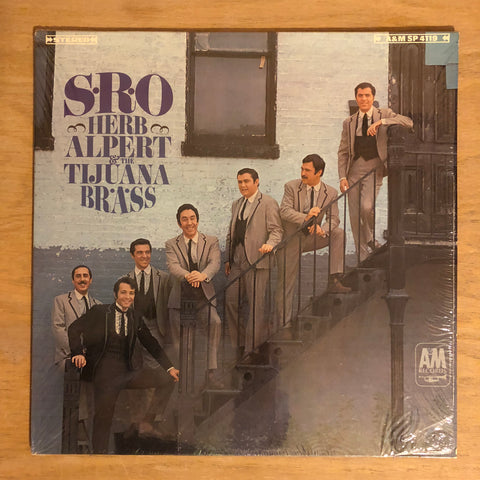 STEREO
A&M SP 4119
S·R·O
HERB
ALPERT
& THE
TIJUANA
BRASS
A&M
RECORDS